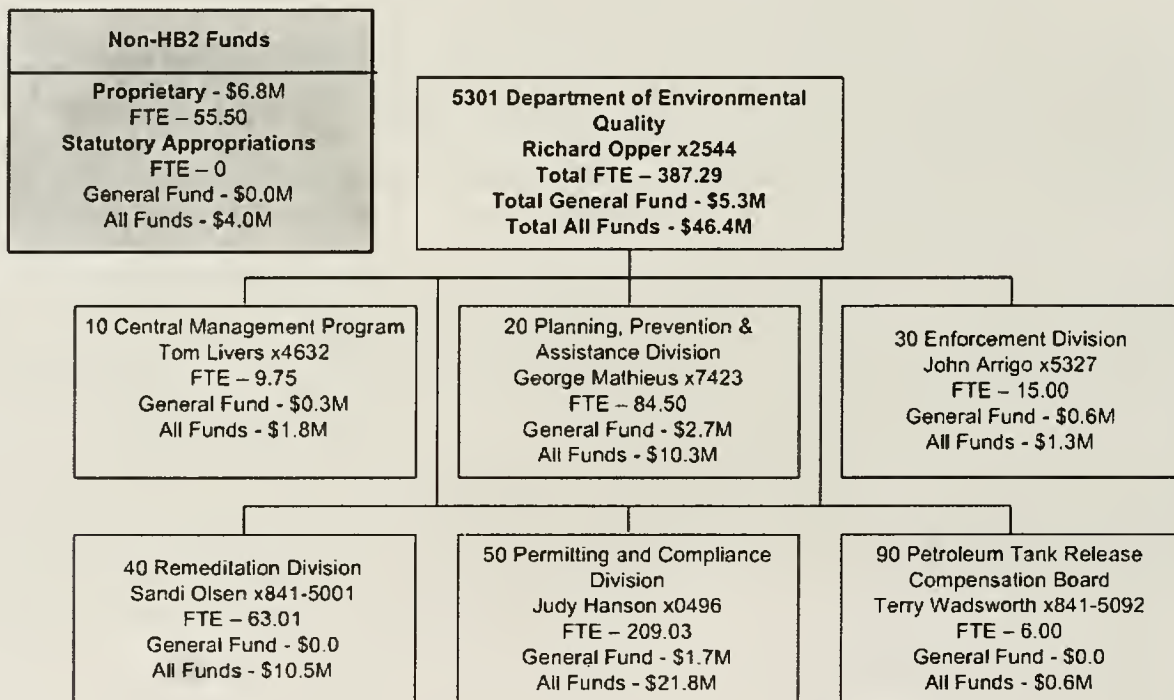 Non-HB2 Funds
Proprietary - $6.8M
FTE – 55.50
Statutory Appropriations
FTE – 0
General Fund - $0.0M
All Funds - $4.0M
5301 Department of Environmental
Quality
Richard Opper x2544
Total FTE – 387.29
Total General Fund - $5.3M
Total All Funds - $46.4M
10 Central Management Program
Tom Livers x4632
FTE – 9.75
General Fund - $0.3M
All Funds - $1.8M
20 Planning, Prevention &
Assistance Division
George Mathieus x7423
FTE – 84.50
General Fund - $2.7M
All Funds - $10.3M
30 Enforcement Division
John Arrigo x5327
FTE – 15.00
General Fund - $0.6M
All Funds - $1.3M
40 Remeditation Division
Sandi Olsen x841-5001
FTE – 63.01
General Fund - $0.0
All Funds - $10.5M
50 Permitting and Compliance
Division
Judy Hanson x0496
FTE – 209.03
General Fund - $1.7M
All Funds - $21.8M
90 Petroleum Tank Release
Compensation Board
Terry Wadsworth x841-5092
FTE – 6.00
General Fund - $0.0
All Funds - $0.6M